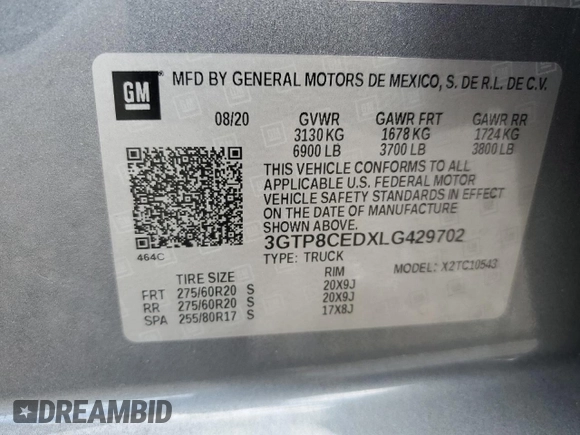 GM
MFD BY GENERAL MOTORS DE MEXICO, S. DE R.L. DE C.V.
08/20 GVWR GAWR FRT GAWR RR
3130 KG 1678 KG 1724 KG
6900 LB 3700 LB 3800 LB
THIS VEHICLE CONFORMS TO ALL
APPLICABLE U.S. FEDERAL MOTOR
VEHICLE SAFETY STANDARDS IN EFFECT
ON THE DATE OF MANUFACTURE SHOWN
ABOVE.
3GTP8CEDXLG429702
464C
TYPE: TRUCK MODEL: X2TC10543
TIRE SIZE RIM
FRT 275/60R20 S 20X9J
RR 275/60R20 S 20X9J
SPA 255/80R17 S 17X8J
DREAMBID